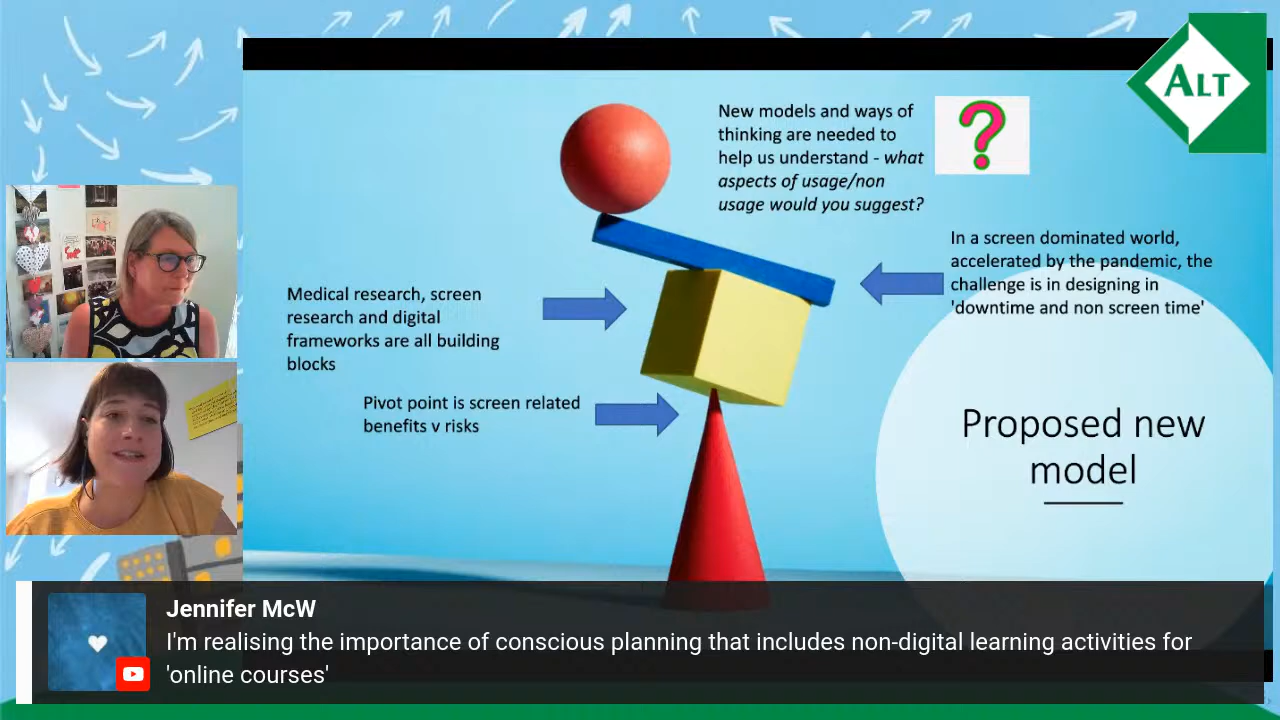 ALT
New models and ways of
thinking are needed to
help us understand - what
aspects of usage/non
usage would you suggest?
?
In a screen dominated world,
accelerated by the pandemic, the
challenge is in designing in
'downtime and non screen time'
Medical research, screen
research and digital
frameworks are all building
blocks
Pivot point is screen related
benefits v risks
Proposed new
model
Jennifer McW
I'm realising the importance of conscious planning that includes non-digital learning activities for
'online courses'